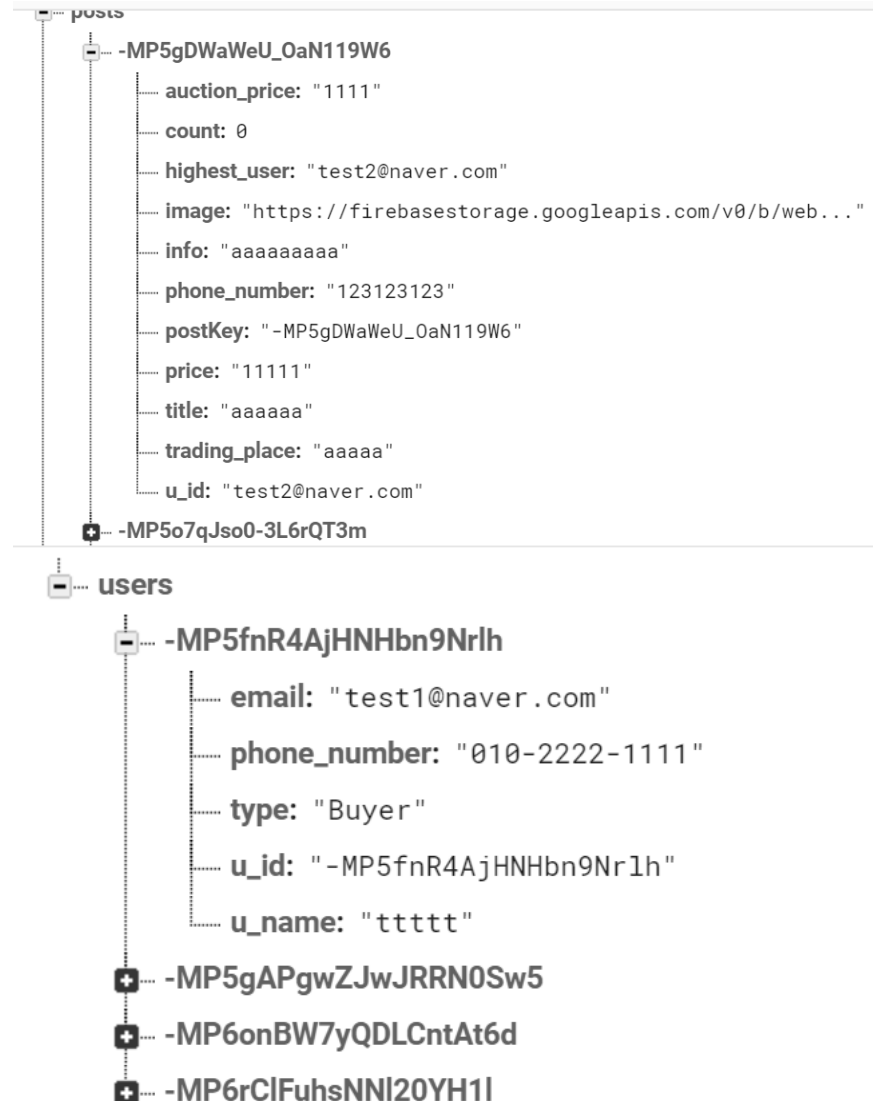 posts
-MP5gDWaWeU_OaN119W6
auction_price: "1111"
count: 0
highest_user: "test2@naver.com"
image: "https://firebasestorage.googleapis.com/v0/b/web..."
info: "aaaaaaaaa"
phone_number: "123123123"
postKey: "-MP5gDWaWeU_OaN119W6"
price: "11111"
title: "aaaaaa"
trading_place: "aaaaa"
u_id: "test2@naver.com"
-MP5o7qJso0-3L6rQT3m
users
-MP5fnR4AjHNHbn9Nrlh
email: "test1@naver.com"
phone_number: "010-2222-1111"
type: "Buyer"
u_id: "-MP5fnR4AjHNHbn9Nrlh"
u_name: "ttttt"
-MP5gAPgwZJwJRRN0Sw5
-MP6onBW7yQDLCntAt6d
-MP6rClFuhsNNl20YH1l